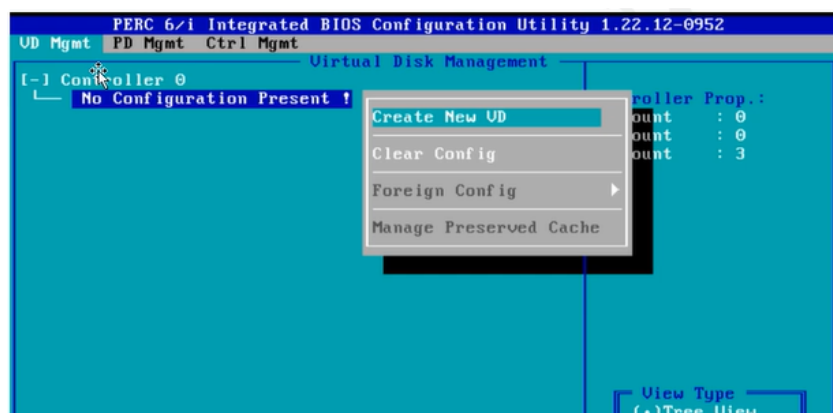 PERC 6/i Integrated BIOS Configuration Utility 1.22.12-0952
VD Mgmt PD Mgmt Ctrl Mgmt
Virtual Disk Management
[-] Controller 0
No Configuration Present !
Create New VD
Clear Config
Foreign Config
Manage Preserved Cache
roller Prop.:
ount : 0
ount : 0
ount : 3
View Type
(•)Tree View